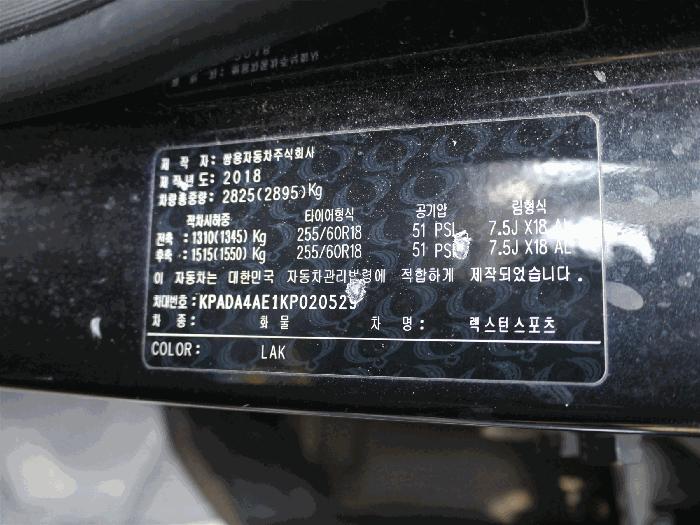 제 작 자: 쌍용자동차주식회사
제작년도: 2018
차량총중량: 2825(2895)Kg
적차시하중 타이어형식 공기압 림형식
전축 : 1310(1345) Kg 255/60R18 51 PSI 7.5J X18 AL
후축 : 1515(1550) Kg 255/60R18 51 PSI 7.5J X18 AL
이 자동차는 대한민국 자동차관리법령에 적합하게 제작되었습니다.
차대번호: KPADA4AE1KP020525
차 종: 화물 차 명: 렉스턴스포츠
COLOR: LAK